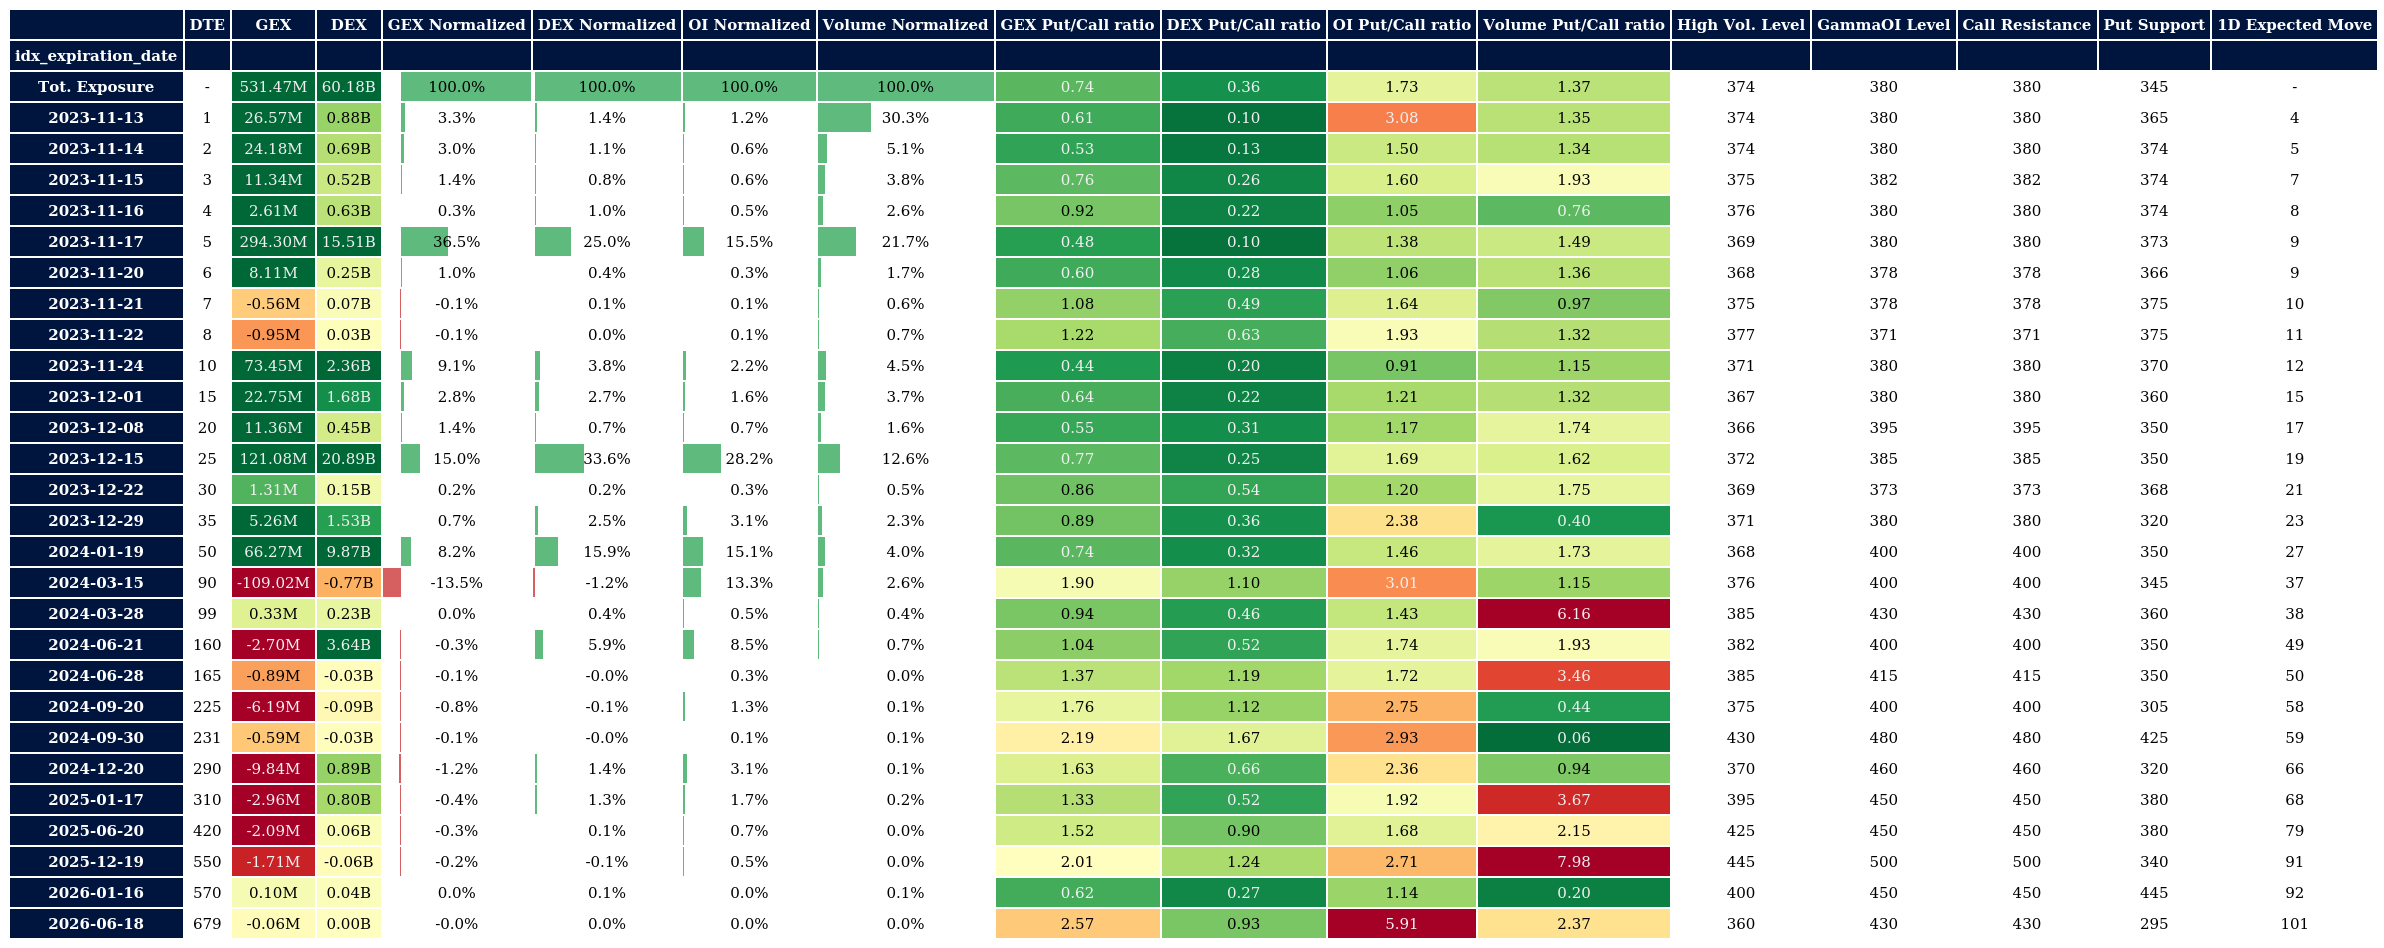 DTE GEX DEX GEX Normalized DEX Normalized OI Normalized Volume Normalized GEX Put/Call ratio DEX Put/Call ratio OI Put/Call ratio Volume Put/Call ratio High Vol. Level GammaOI Level Call Resistance Put Support 1D Expected Move
idx_expiration_date
Tot. Exposure - 531.47M 60.18B 100.0% 100.0% 100.0% 100.0% 0.74 0.36 1.73 1.37 374 380 380 345 -
2023-11-13 1 26.57M 0.88B 3.3% 1.4% 1.2% 30.3% 0.61 0.10 3.08 1.35 374 380 380 365 4
2023-11-14 2 24.18M 0.69B 3.0% 1.1% 0.6% 5.1% 0.53 0.13 1.50 1.34 374 380 380 374 5
2023-11-15 3 11.34M 0.52B 1.4% 0.8% 0.6% 3.8% 0.76 0.26 1.60 1.93 375 382 382 374 7
2023-11-16 4 2.61M 0.63B 0.3% 1.0% 0.5% 2.6% 0.92 0.22 1.05 0.76 376 380 380 374 8
2023-11-17 5 294.30M 15.51B 36.5% 25.0% 15.5% 21.7% 0.48 0.10 1.38 1.49 369 380 380 373 9
2023-11-20 6 8.11M 0.25B 1.0% 0.4% 0.3% 1.7% 0.60 0.28 1.06 1.36 368 378 378 366 9
2023-11-21 7 -0.56M 0.07B -0.1% 0.1% 0.1% 0.6% 1.08 0.49 1.64 0.97 375 378 378 375 10
2023-11-22 8 -0.95M 0.03B -0.1% 0.0% 0.1% 0.7% 1.22 0.63 1.93 1.32 377 371 371 375 11
2023-11-24 10 73.45M 2.36B 9.1% 3.8% 2.2% 4.5% 0.44 0.20 0.91 1.15 371 380 380 370 12
2023-12-01 15 22.75M 1.68B 2.8% 2.7% 1.6% 3.7% 0.64 0.22 1.21 1.32 367 380 380 360 15
2023-12-08 20 11.36M 0.45B 1.4% 0.7% 0.7% 1.6% 0.55 0.31 1.17 1.74 366 395 395 350 17
2023-12-15 25 121.08M 20.89B 15.0% 33.6% 28.2% 12.6% 0.77 0.25 1.69 1.62 372 385 385 350 19
2023-12-22 30 1.31M 0.15B 0.2% 0.2% 0.3% 0.5% 0.86 0.54 1.20 1.75 369 373 373 368 21
2023-12-29 35 5.26M 1.53B 0.7% 2.5% 3.1% 2.3% 0.89 0.36 2.38 0.40 371 380 380 320 23
2024-01-19 50 66.27M 9.87B 8.2% 15.9% 15.1% 4.0% 0.74 0.32 1.46 1.73 368 400 400 350 27
2024-03-15 90 -109.02M -0.77B -13.5% -1.2% 13.3% 2.6% 1.90 1.10 3.01 1.15 376 400 400 345 37
2024-03-28 99 0.33M 0.23B 0.0% 0.4% 0.5% 0.4% 0.94 0.46 1.43 6.16 385 430 430 360 38
2024-06-21 160 -2.70M 3.64B -0.3% 5.9% 8.5% 0.7% 1.04 0.52 1.74 1.93 382 400 400 350 49
2024-06-28 165 -0.89M -0.03B -0.1% -0.0% 0.3% 0.0% 1.37 1.19 1.72 3.46 385 415 415 350 50
2024-09-20 225 -6.19M -0.09B -0.8% -0.1% 1.3% 0.1% 1.76 1.12 2.75 0.44 375 400 400 305 58
2024-09-30 231 -0.59M -0.03B -0.1% -0.0% 0.1% 0.1% 2.19 1.67 2.93 0.06 430 480 480 425 59
2024-12-20 290 -9.84M 0.89B -1.2% 1.4% 3.1% 0.1% 1.63 0.66 2.36 0.94 370 460 460 320 66
2025-01-17 310 -2.96M 0.80B -0.4% 1.3% 1.7% 0.2% 1.33 0.52 1.92 3.67 395 450 450 380 68
2025-06-20 420 -2.09M 0.06B -0.3% 0.1% 0.7% 0.0% 1.52 0.90 1.68 2.15 425 450 450 380 79
2025-12-19 550 -1.71M -0.06B -0.2% -0.1% 0.5% 0.0% 2.01 1.24 2.71 7.98 445 500 500 340 91
2026-01-16 570 0.10M 0.04B 0.0% 0.1% 0.0% 0.1% 0.62 0.27 1.14 0.20 400 450 450 445 92
2026-06-18 679 -0.06M 0.00B -0.0% 0.0% 0.0% 0.0% 2.57 0.93 5.91 2.37 360 430 430 295 101